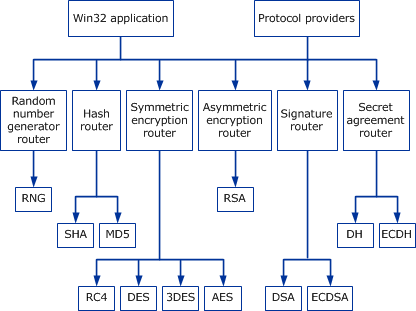 Win32 application
Protocol providers
Random
number
generator
router
Hash
router
Symmetric
encryption
router
Asymmetric
encryption
router
Signature
router
Secret
agreement
router
RNG
RSA
SHA
MD5
DH
ECDH
RC4
DES
3DES
AES
DSA
ECDSA